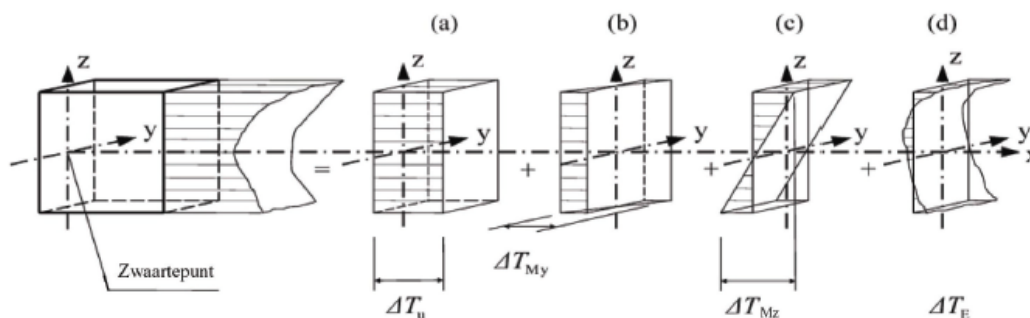 (a) (b) (c) (d)
z z z z z
y y y y y
= + + + x
Zwaartepunt
ΔT_My
ΔT_u ΔT_Mz ΔT_E